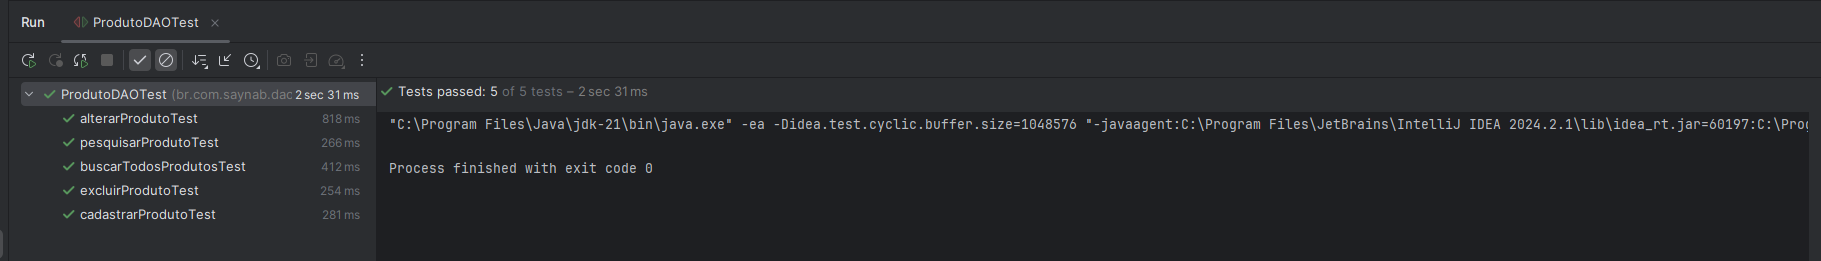 Run ProdutoDAOTest
ProdutoDAOTest (br.com.saynab.dac 2 sec 31 ms
alterarProdutoTest 818 ms
pesquisarProdutoTest 266 ms
buscarTodosProdutosTest 412 ms
excluirProdutoTest 254 ms
cadastrarProdutoTest 281 ms
Tests passed: 5 of 5 tests – 2 sec 31 ms
"C:\Program Files\Java\jdk-21\bin\java.exe" -ea -Didea.test.cyclic.buffer.size=1048576 "-javaagent:C:\Program Files\JetBrains\IntelliJ IDEA 2024.2.1\lib\idea_rt.jar=60197:C:\Prog
Process finished with exit code 0